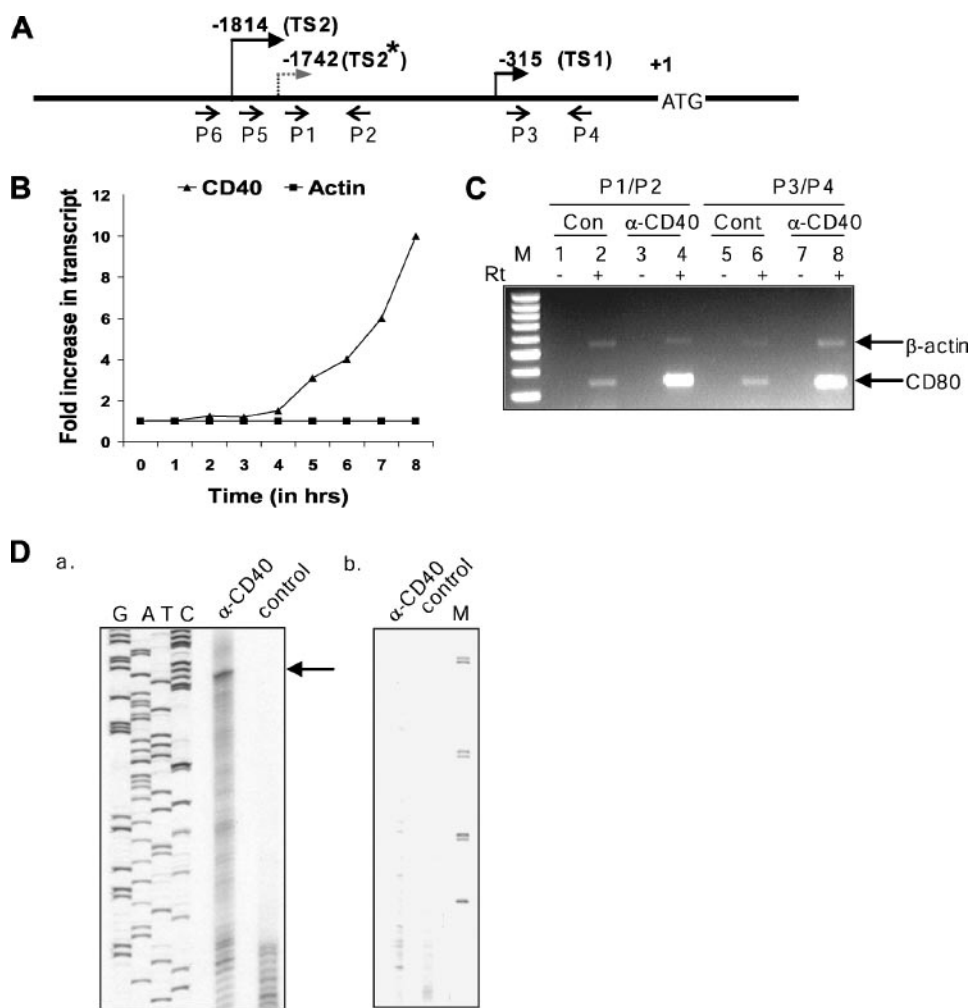 A
-1814 (TS2)
-1742 (TS2*)
-315 (TS1)
+1
ATG
P6 P5 P1 P2 P3 P4
B
CD40 Actin
Fold increase in transcript
12
10
8
6
4
2
0
0 1 2 3 4 5 6 7 8
Time (in hrs)
C
P1/P2 P3/P4
Con α-CD40 Cont α-CD40
M 1 2 3 4 5 6 7 8
Rt - + - + - + - +
β-actin
CD80
D
a.
G A T C α-CD40 control
b.
α-CD40 control M